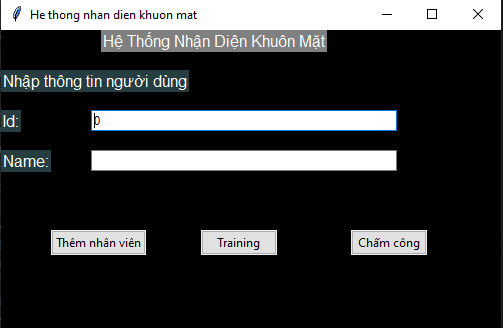 He thong nhan dien khuon mat
Hệ Thống Nhận Diện Khuôn Mặt
Nhập thông tin người dùng
Id: 0
Name:
Thêm nhân viên Training Chấm công